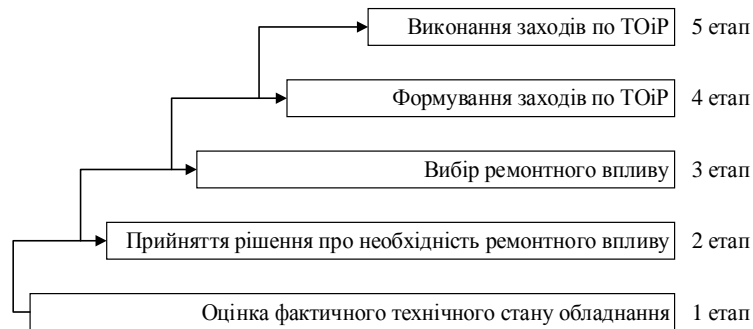 Виконання заходів по ТОіР 5 етап
Формування заходів по ТОіР 4 етап
Вибір ремонтного впливу 3 етап
Прийняття рішення про необхідність ремонтного впливу 2 етап
Оцінка фактичного технічного стану обладнання 1 етап